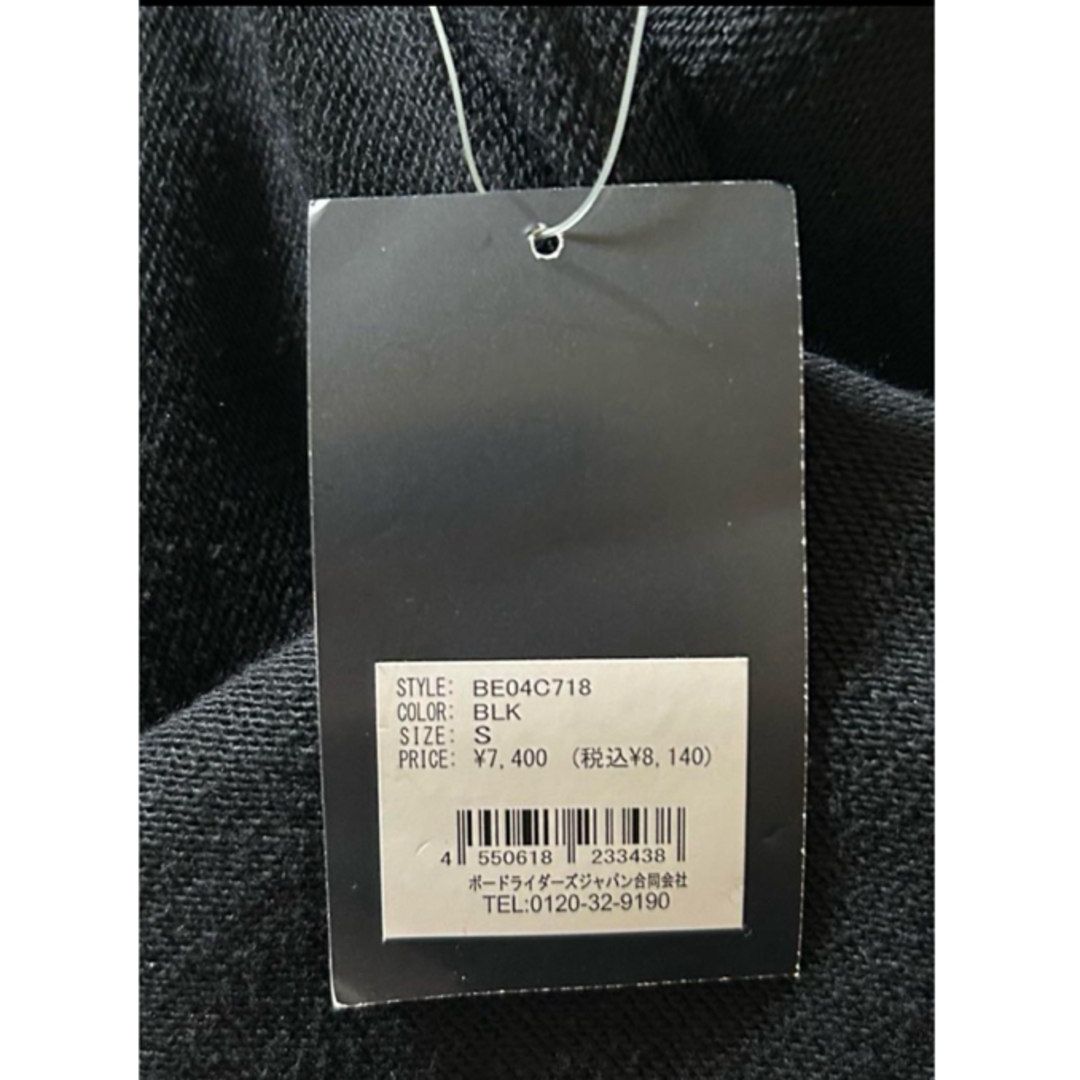 STYLE: BE04C718
COLOR: BLK
SIZE: S
PRICE: ¥7,400 (税込¥8,140)
4 550618 233438
ボードライダーズジャパン合同会社
TEL:0120-32-9190